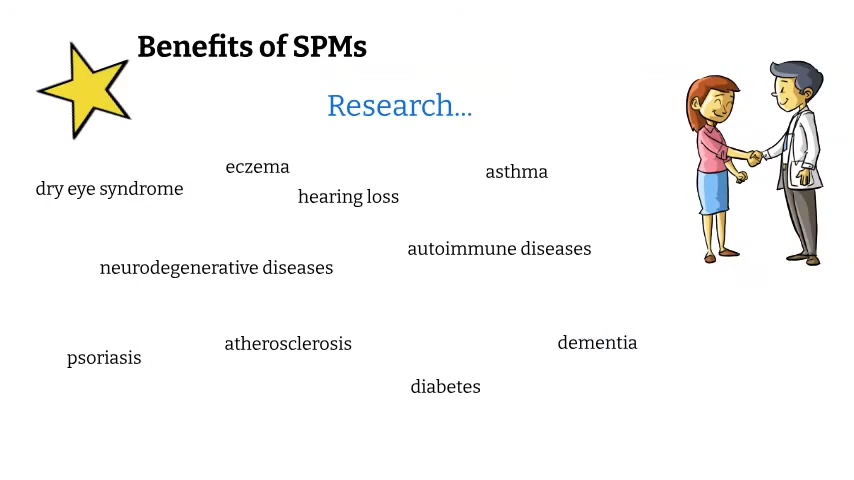 Benefits of SPMs
Research...
eczema
asthma
dry eye syndrome
hearing loss
autoimmune diseases
neurodegenerative diseases
atherosclerosis
dementia
psoriasis
diabetes